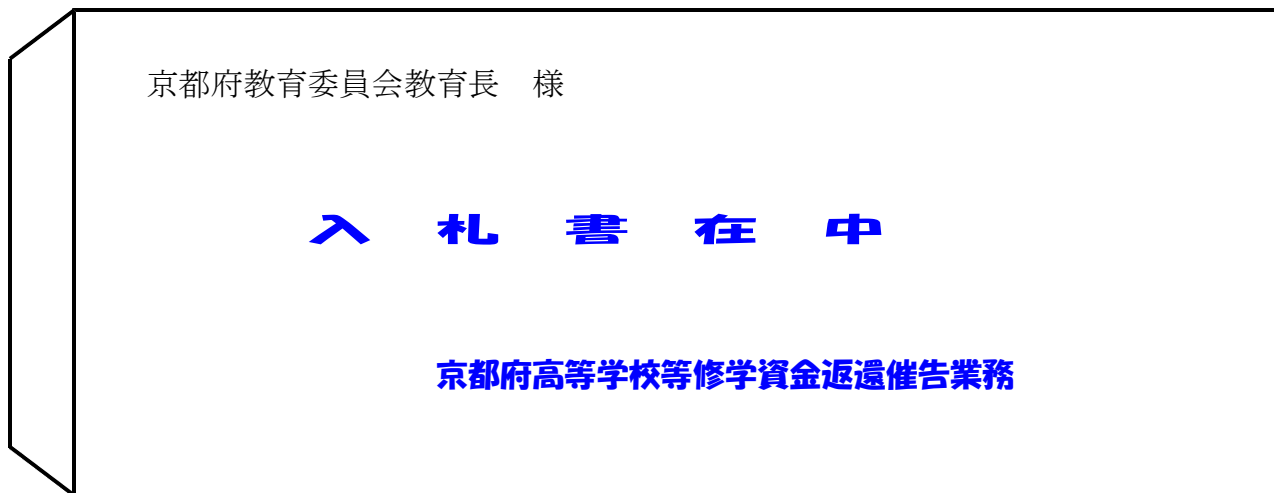 京都府教育委員会教育長　様
入　札　書　在　中
京都府高等学校等修学資金返還催告業務